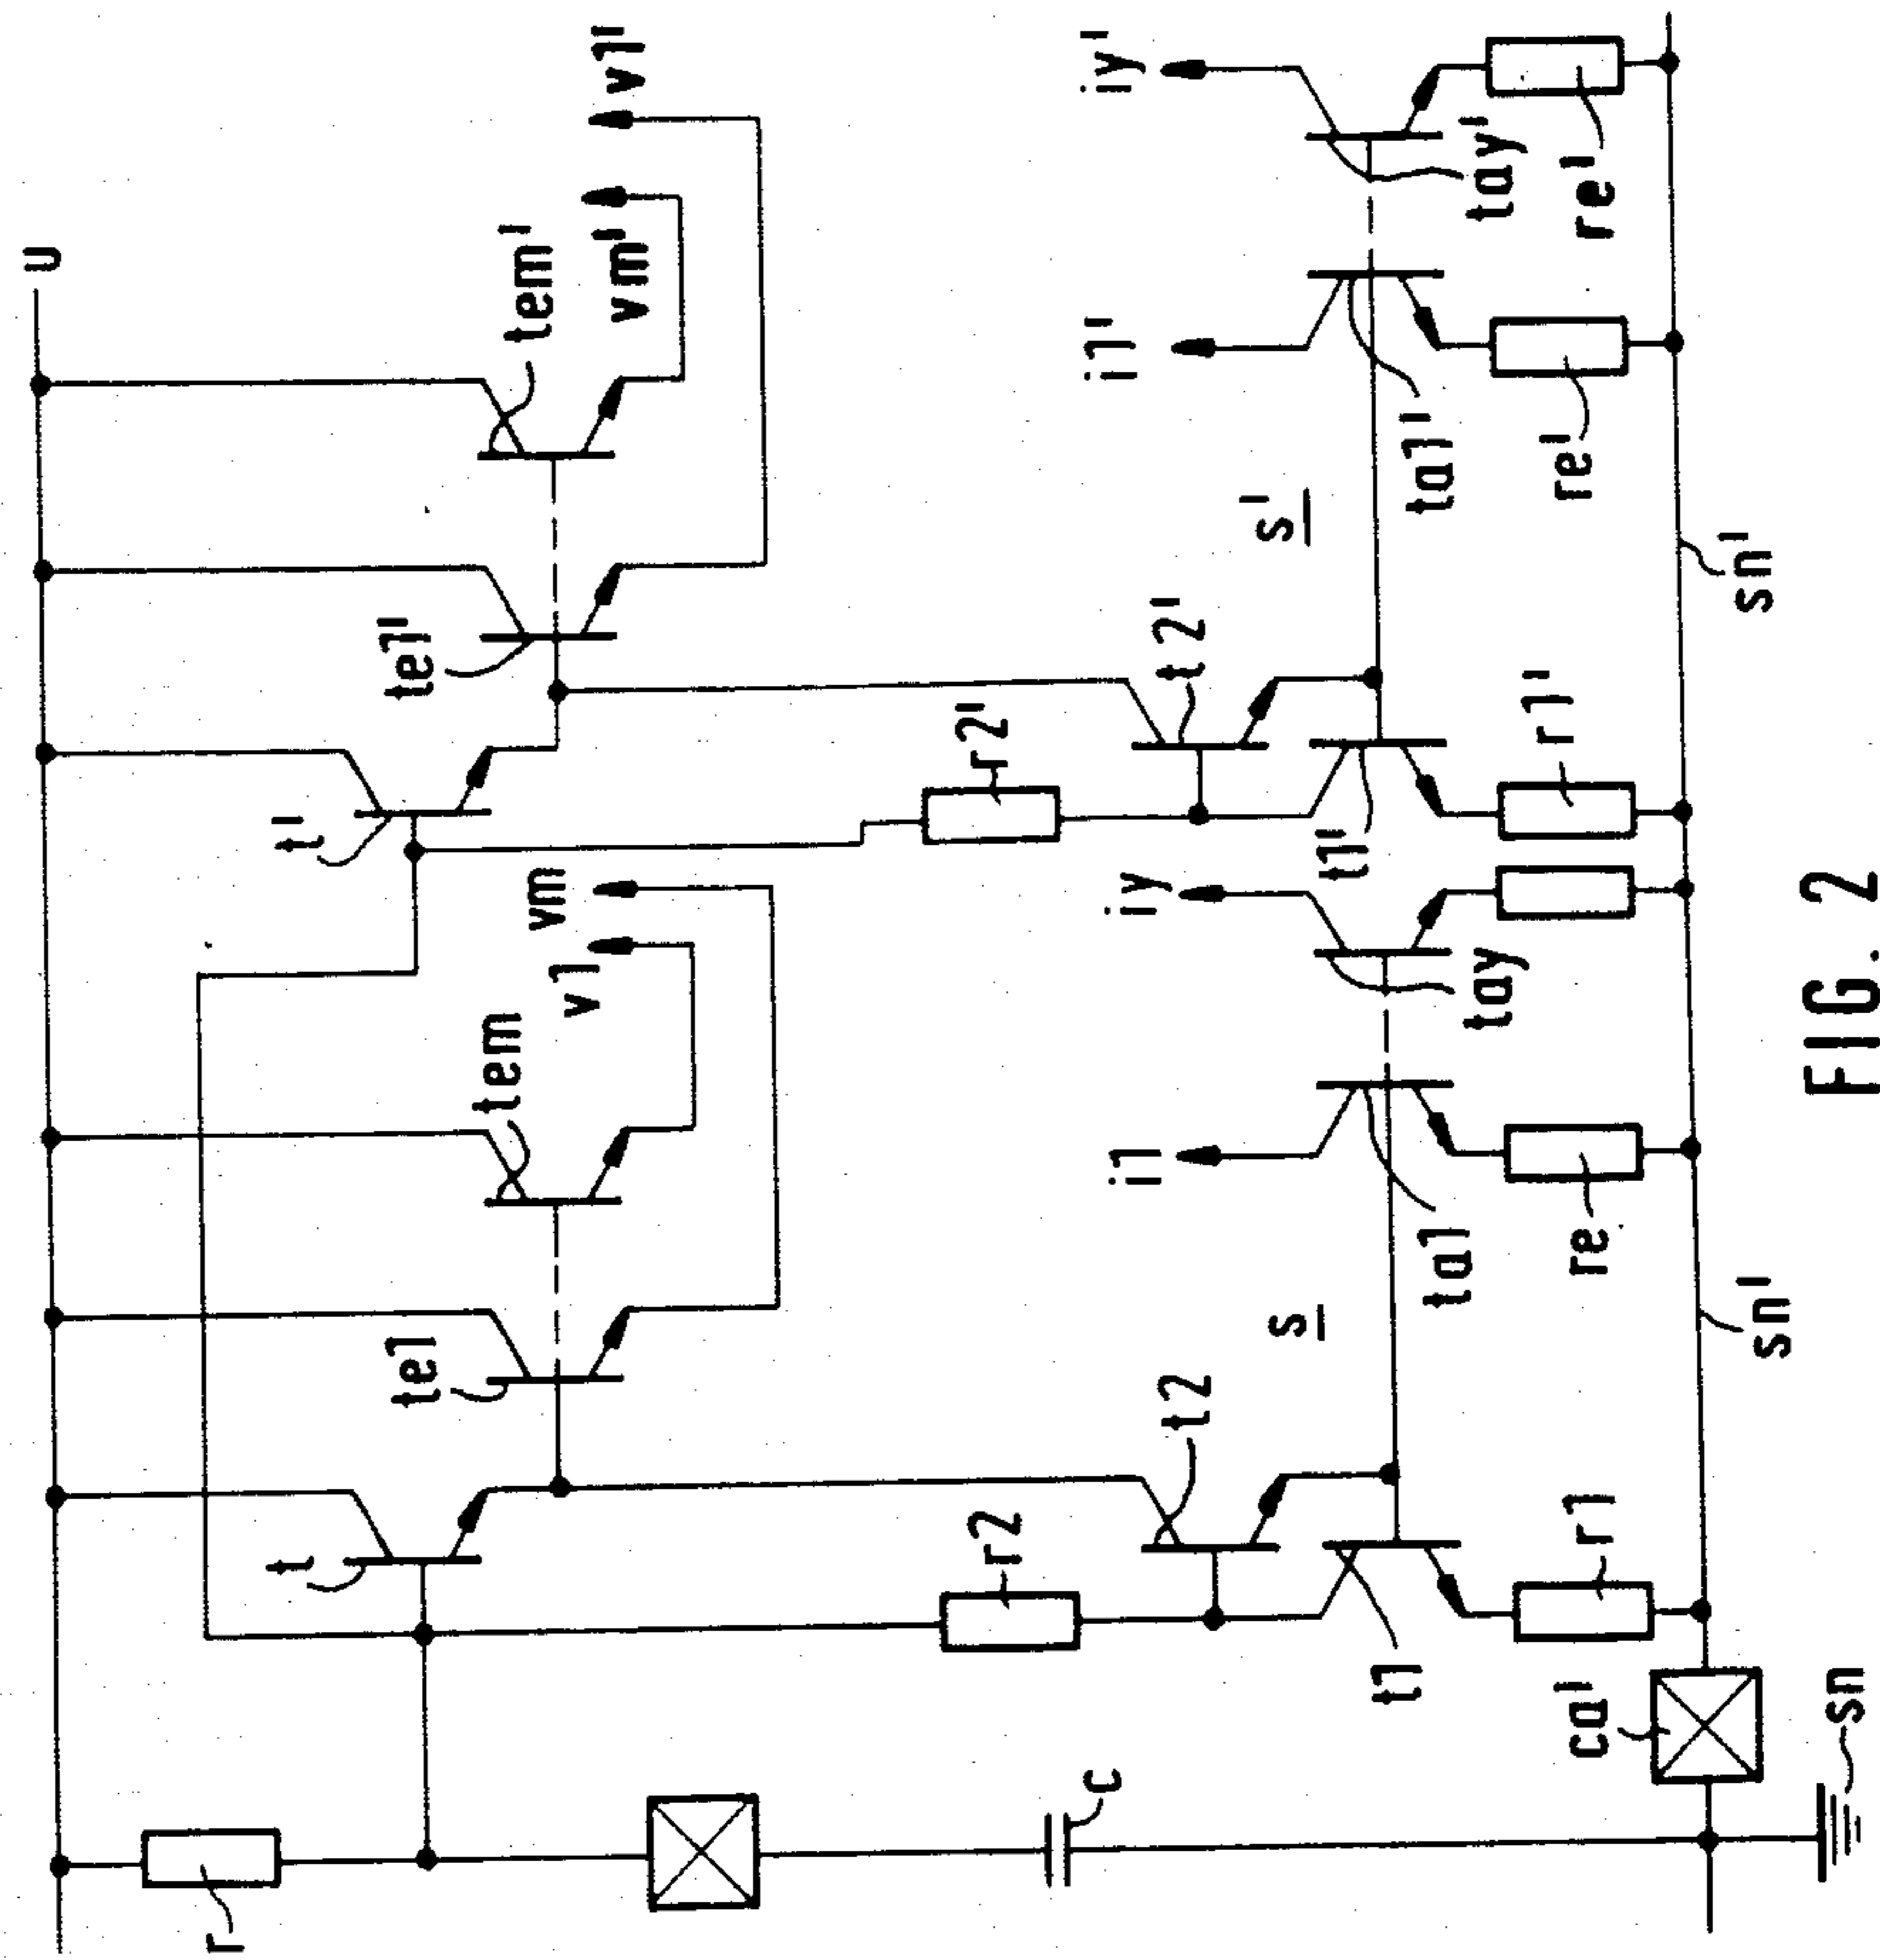 u
v1'
vm'
tem'
te1'
t'
iy'
tay'
re'
i1'
ta1'
re'
s'
sn'
t2'
r2'
r1'
t1'
vm
v1
tem
te1
t
iy
tay
i1
ta1
re
s
sn'
t2
r2
r1
t1
ca'
sn
c
r
FIG. 2